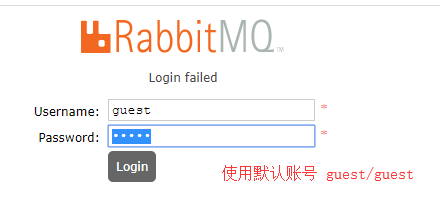 RabbitMQ TM
Login failed
Username: guest *
Password: ••••• *
Login
使用默认账号 guest/guest